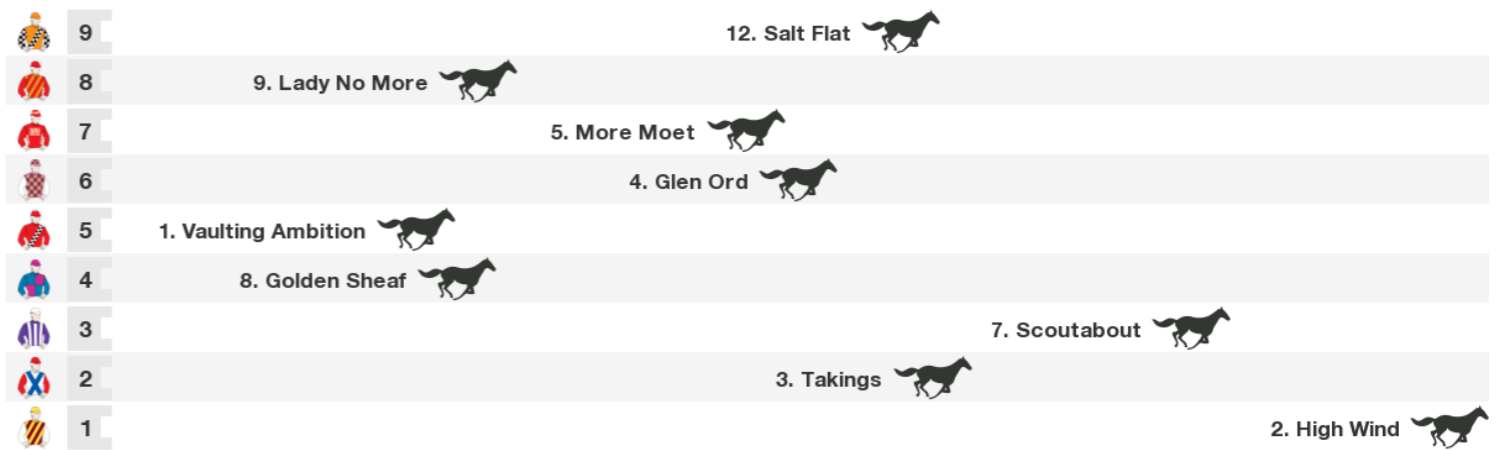 9 12. Salt Flat
8 9. Lady No More
7 5. More Moet
6 4. Glen Ord
5 1. Vaulting Ambition
4 8. Golden Sheaf
3 7. Scoutabout
2 3. Takings
1 2. High Wind